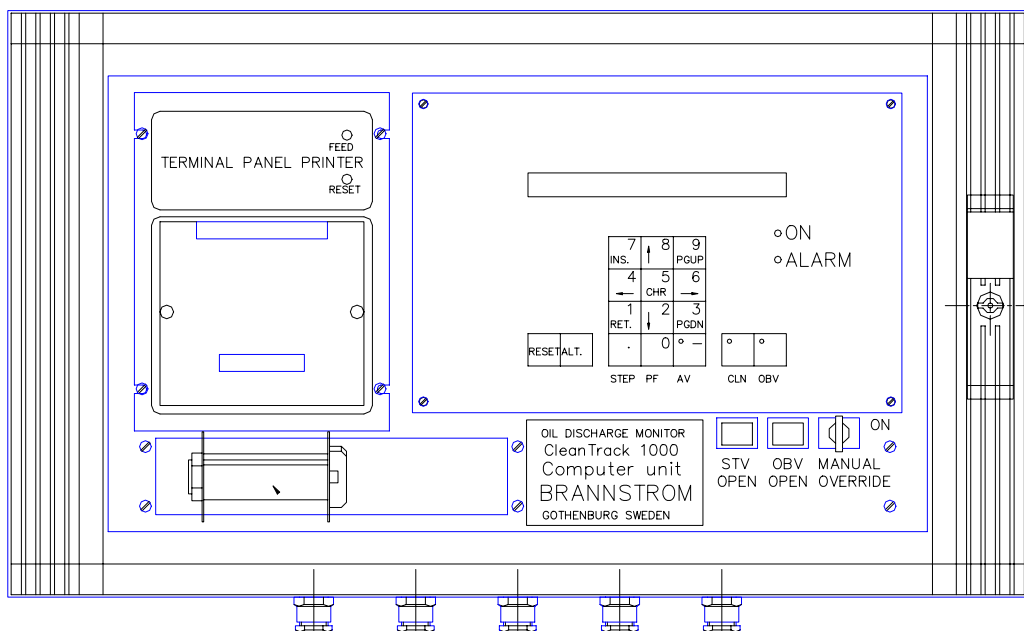 FEED
TERMINAL PANEL PRINTER
RESET
ON
ALARM
7 8 9
INS. ↑ PGUP
4 5 6
← CHR →
1 2 3
RET. ↓ PGDN
RESET ALT. . 0 –
STEP PF AV CLN OBV
OIL DISCHARGE MONITOR
CleanTrack 1000
Computer unit
BRANNSTROM
GOTHENBURG SWEDEN
ON
STV OPEN
OBV OPEN
MANUAL OVERRIDE